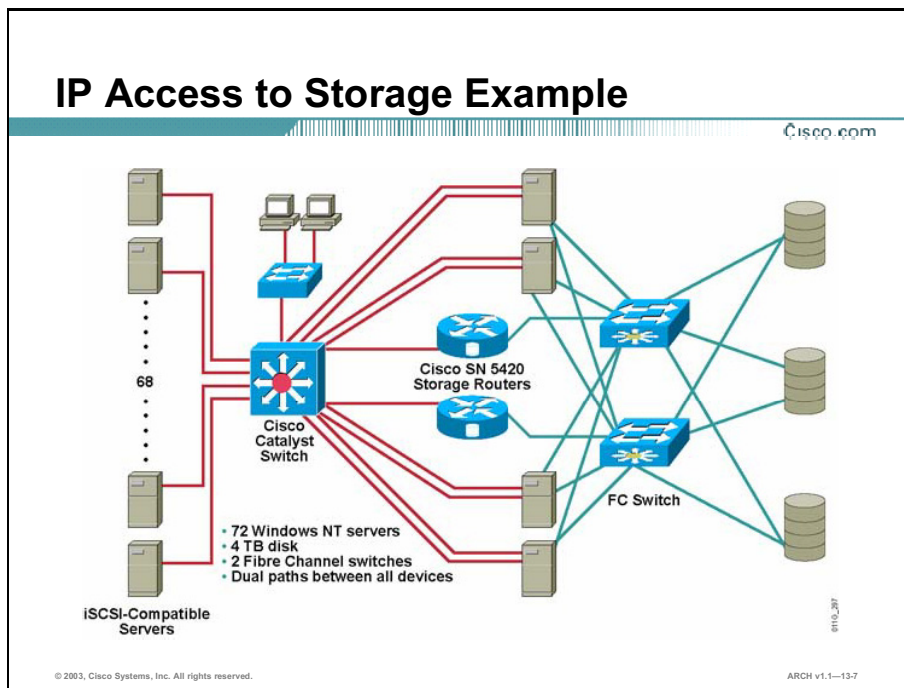 IP Access to Storage Example
Cisco.com
68
Cisco SN 5420
Storage Routers
Cisco
Catalyst
Switch
FC Switch
• 72 Windows NT servers
• 4 TB disk
• 2 Fibre Channel switches
• Dual paths between all devices
iSCSI-Compatible
Servers
© 2003, Cisco Systems, Inc. All rights reserved.
ARCH v1.1—13-7